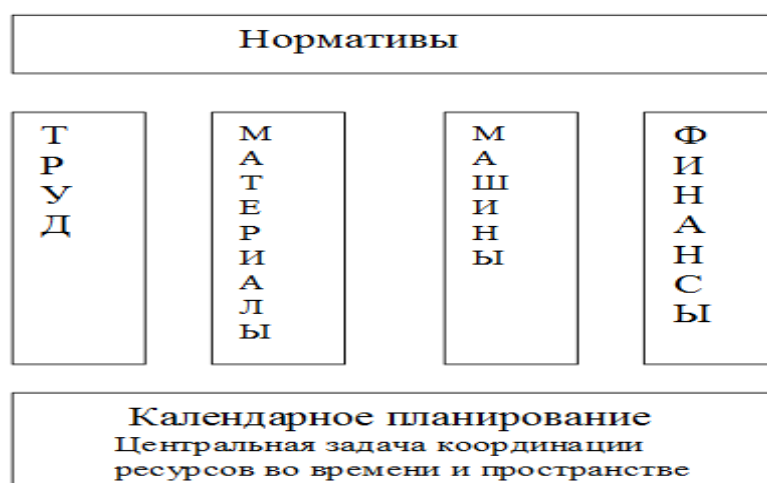 Нормативы
ТРУД
МАТЕРИАЛЫ
МАШИНЫ
ФИНАНСЫ
Календарное планирование
Центральная задача координации
ресурсов во времени и пространстве